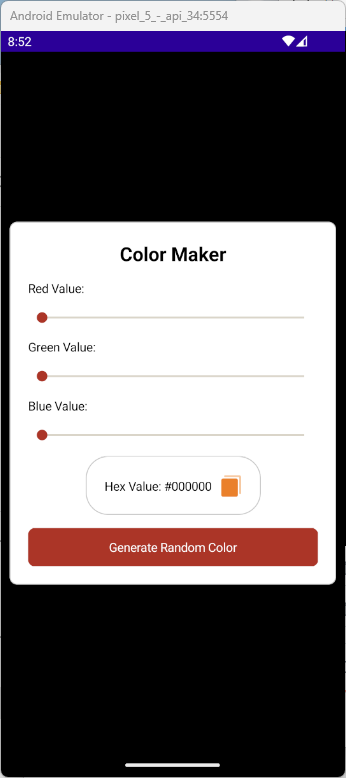 Android Emulator - pixel_5_-_api_34:5554
8:52
Color Maker
Red Value:
Green Value:
Blue Value:
Hex Value: #000000
Generate Random Color